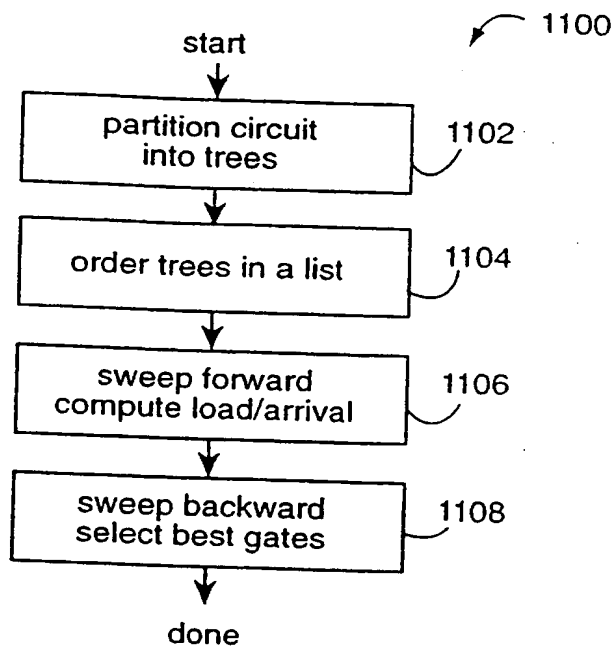 1100
start
partition circuit
into trees
1102
order trees in a list
1104
sweep forward
compute load/arrival
1106
sweep backward
select best gates
1108
done